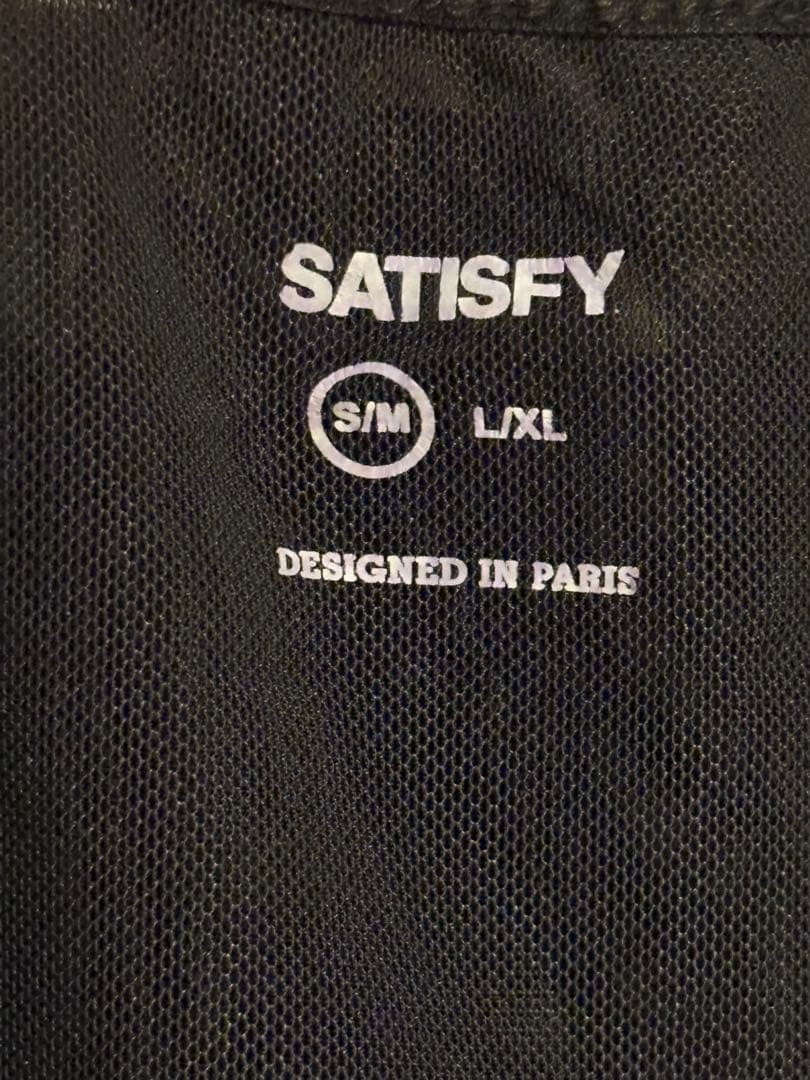 SATISFY
S/M L/XL
DESIGNED IN PARIS